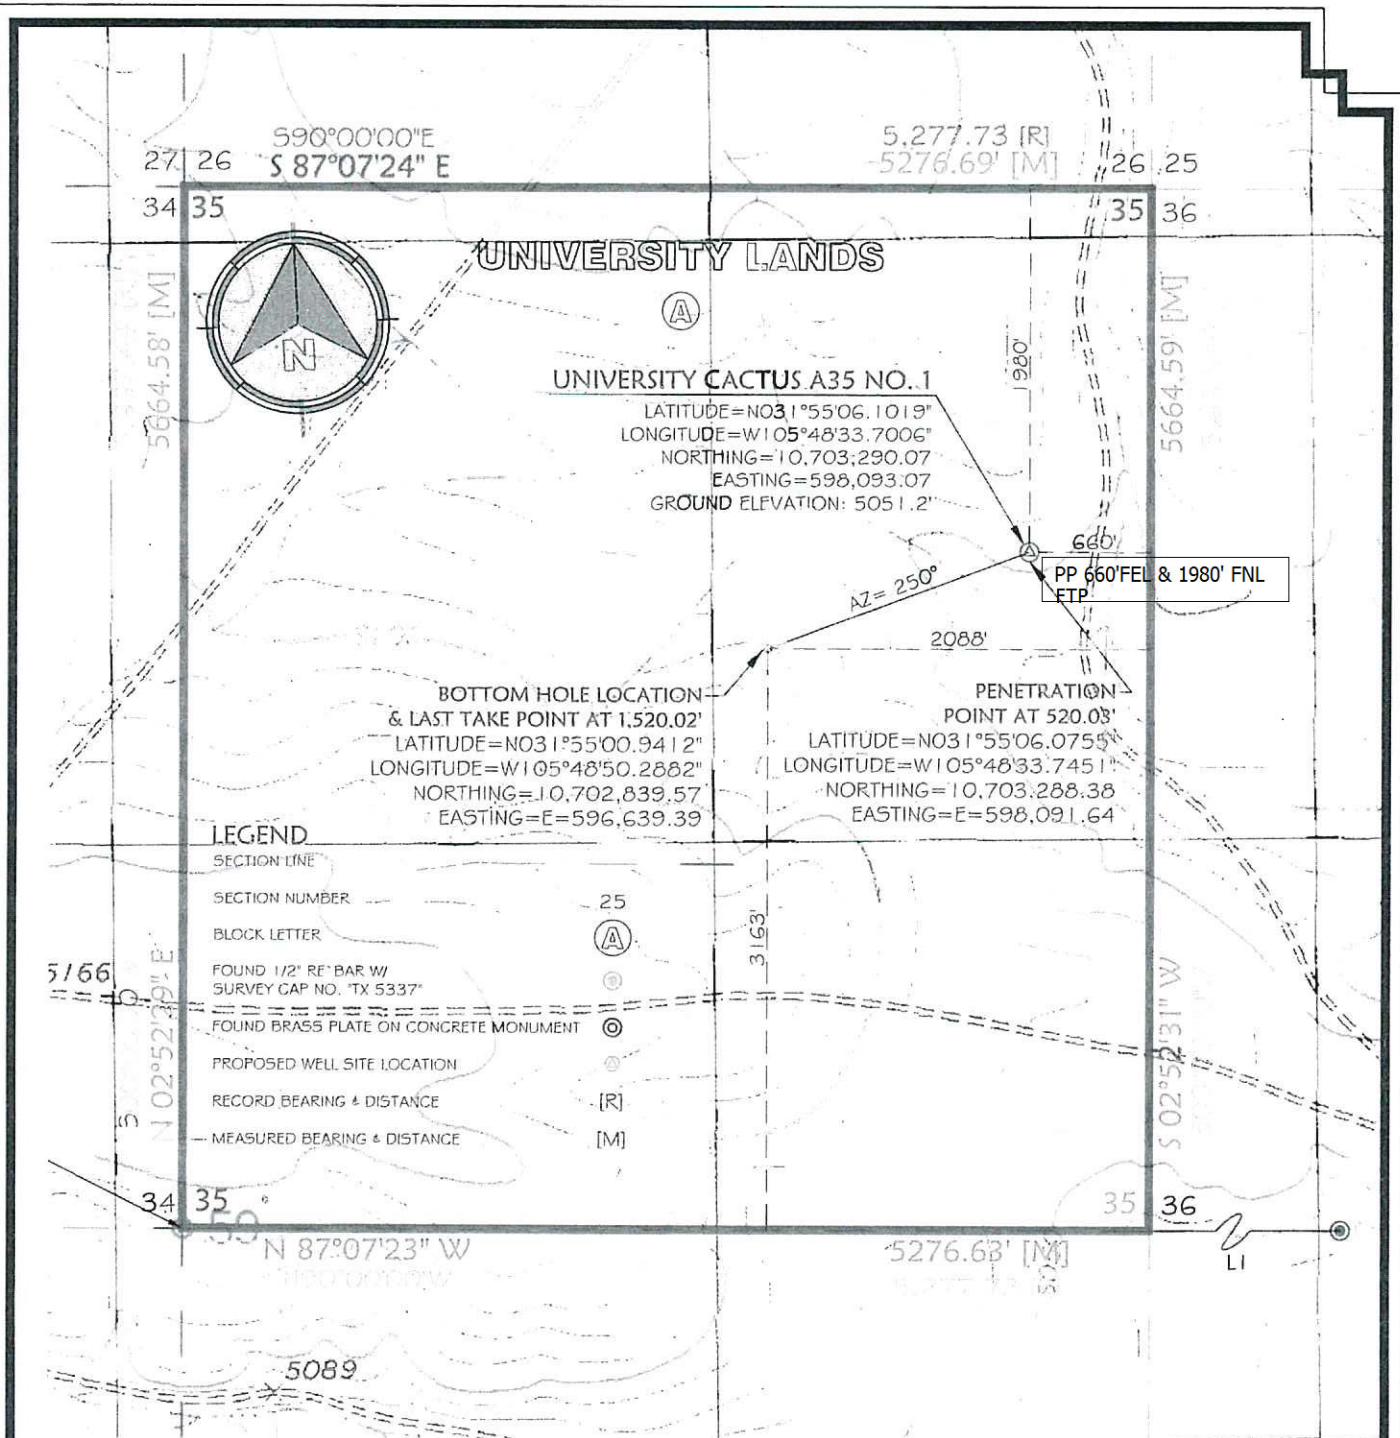 S90°00'00"E
S 87°07'24" E
5,277.73 [R]
5276.69' [M]
27 26
26 25
34 35
35 36
UNIVERSITY LANDS
A
N
5664.58' [M]
5664.59' [M]
1980'
UNIVERSITY CACTUS A35 NO. 1
LATITUDE=N031°55'06.1019"
LONGITUDE=W105°48'33.7006"
NORTHING=10,703,290.07
EASTING=598,093.07
GROUND ELEVATION: 5051.2'
660'
PP 660'FEL & 1980' FNL
FTP
AZ= 250°
2088'
BOTTOM HOLE LOCATION
& LAST TAKE POINT AT 1,520.02'
LATITUDE=N031°55'00.9412"
LONGITUDE=W105°48'50.2882"
NORTHING=10,702,839.57
EASTING=E=596,639.39
PENETRATION
POINT AT 520.03'
LATITUDE=N031°55'06.0755"
LONGITUDE=W105°48'33.7451"
NORTHING=10,703,288.38
EASTING=E=598,091.64
LEGEND
SECTION LINE
SECTION NUMBER 25
BLOCK LETTER A
FOUND 1/2" RE-BAR W/
SURVEY CAP NO. "TX 5337"
FOUND BRASS PLATE ON CONCRETE MONUMENT
PROPOSED WELL SITE LOCATION
RECORD BEARING & DISTANCE [R]
MEASURED BEARING & DISTANCE [M]
3163'
5166
N 02°52'29" E
S 02°52'31" W
34 35
35 36
N 87°07'23" W
5276.63' [M]
L1
5089